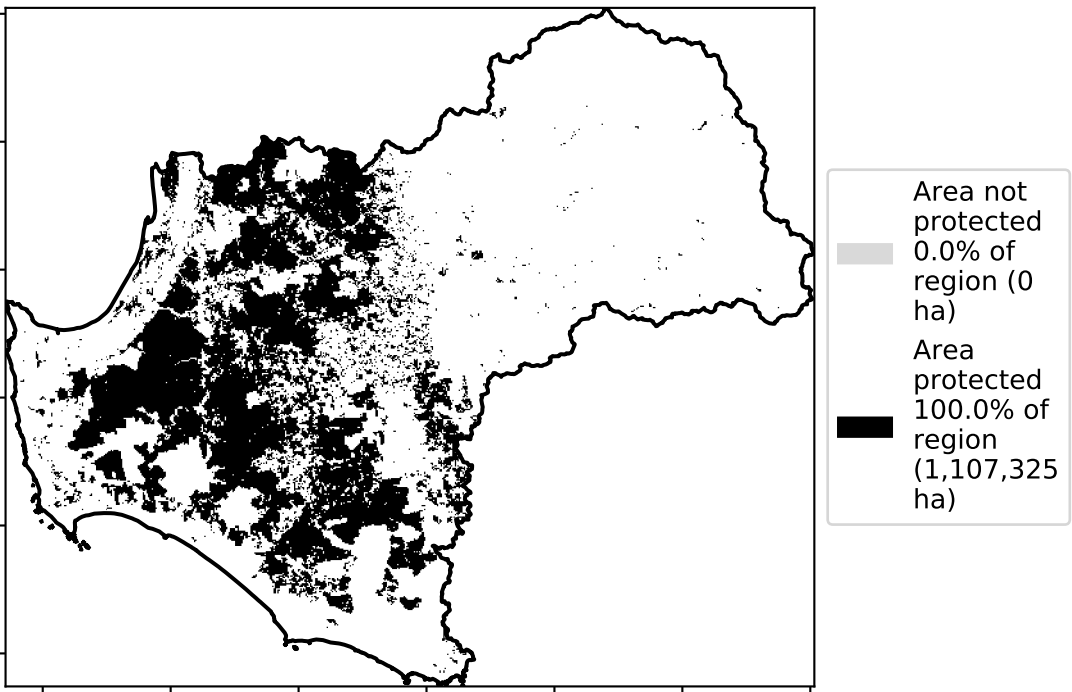 Area not
protected
0.0% of
region (0
ha)
Area
protected
100.0% of
region
(1,107,325
ha)